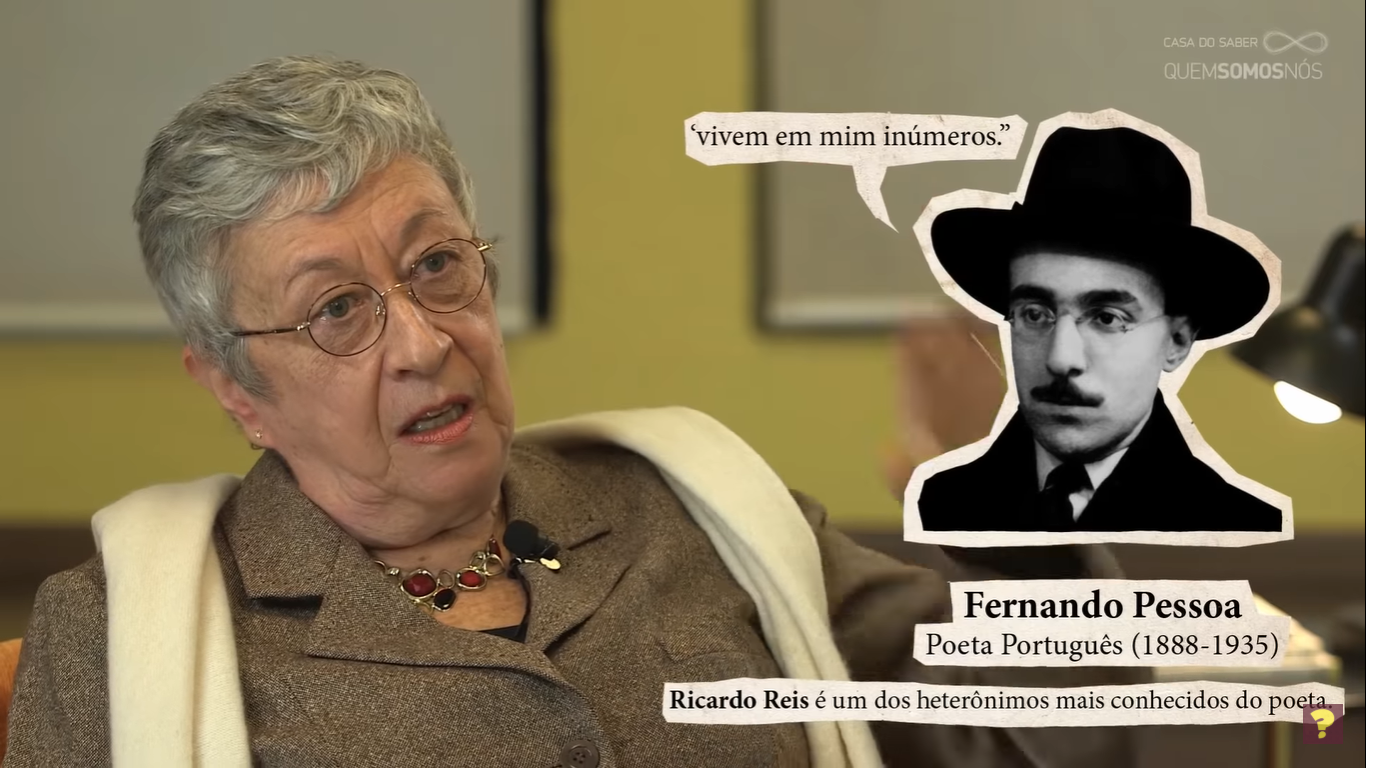 CASA DO SABER
QUEMSOMOSNÓS
‘vivem em mim inúmeros.”
Fernando Pessoa
Poeta Português (1888-1935)
Ricardo Reis é um dos heterônimos mais conhecidos do poeta.
?